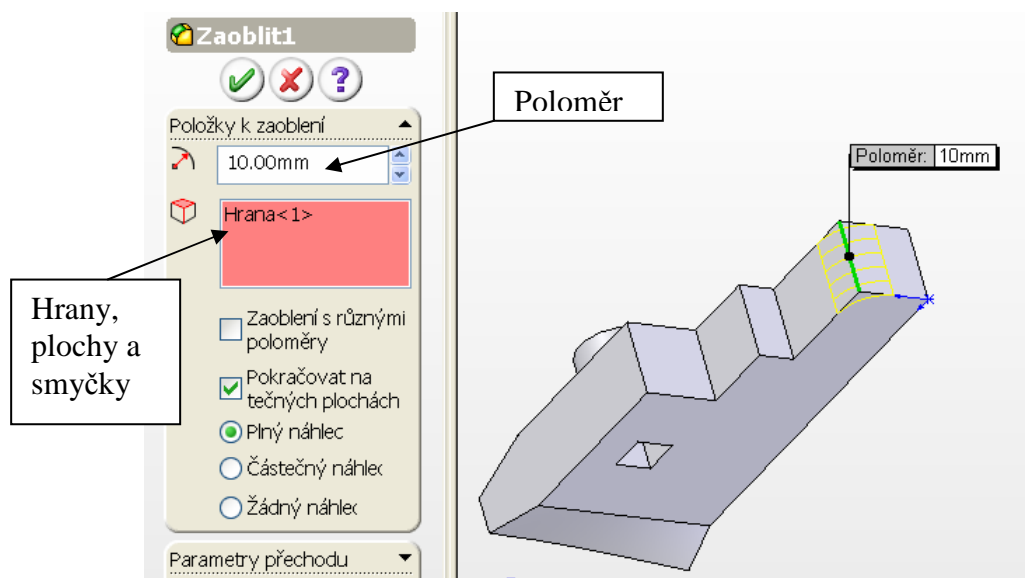 Zaoblit1
?
Poloměr
Položky k zaoblení
10.00mm
Poloměr: 10mm
Hrana<1>
Hrany,
plochy a
smyčky
Zaoblení s různými
poloměry
Pokračovat na
tečných plochách
Plný náhlec
Částečný náhlec
Žádný náhlec
Parametry přechodu